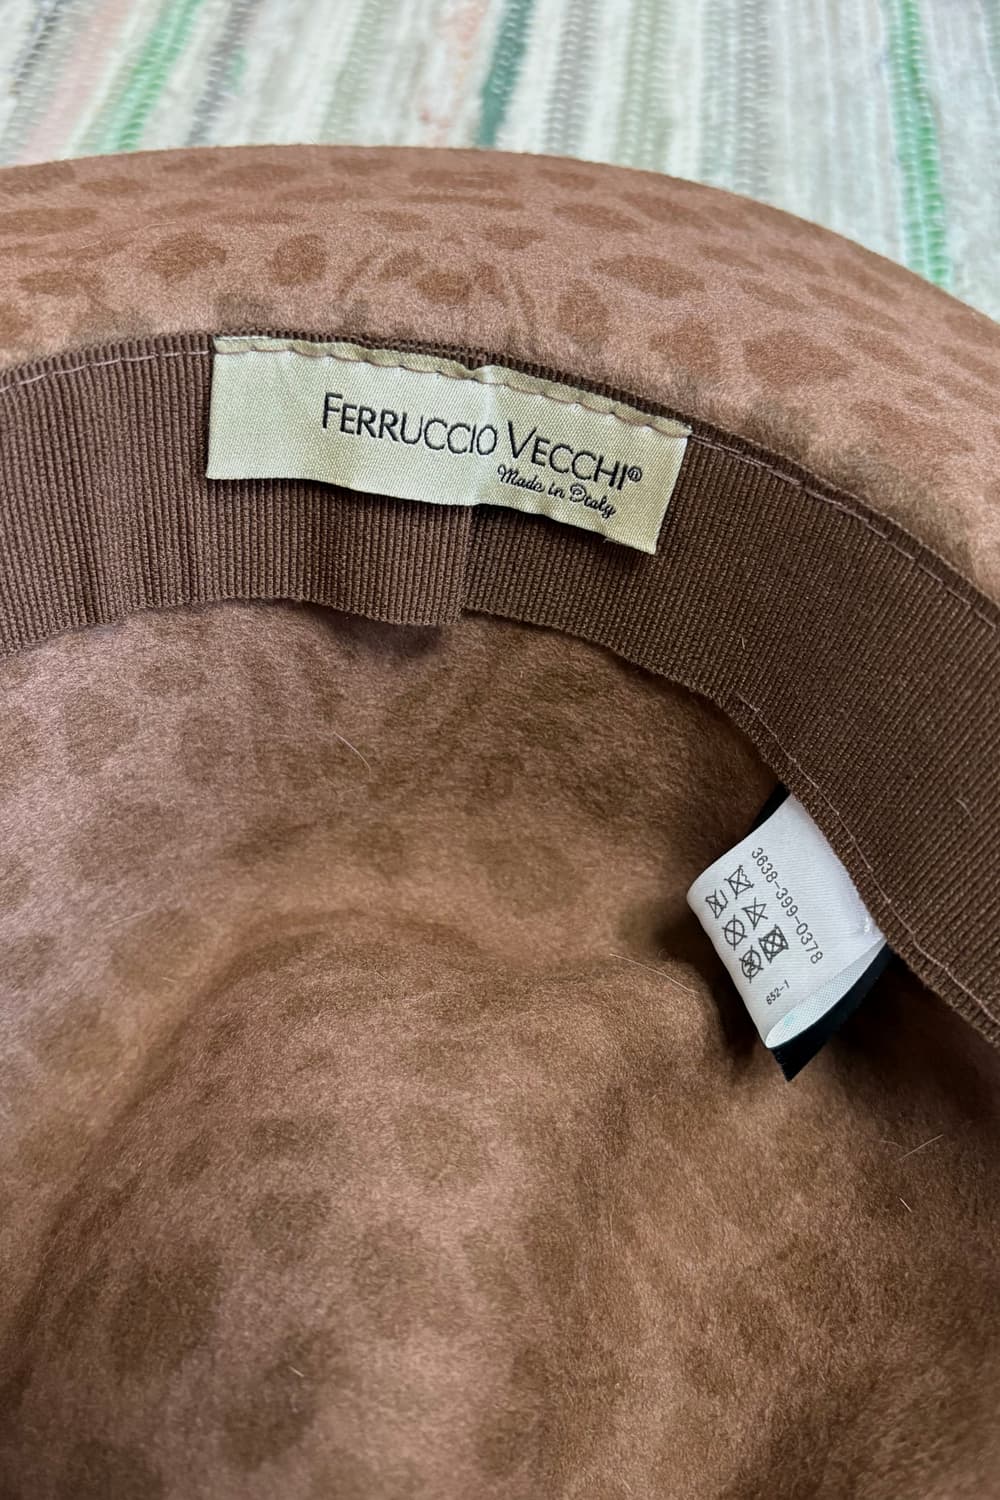 FERRUCCIO VECCHI®
Made in Italy
3638-399-0378
652-1